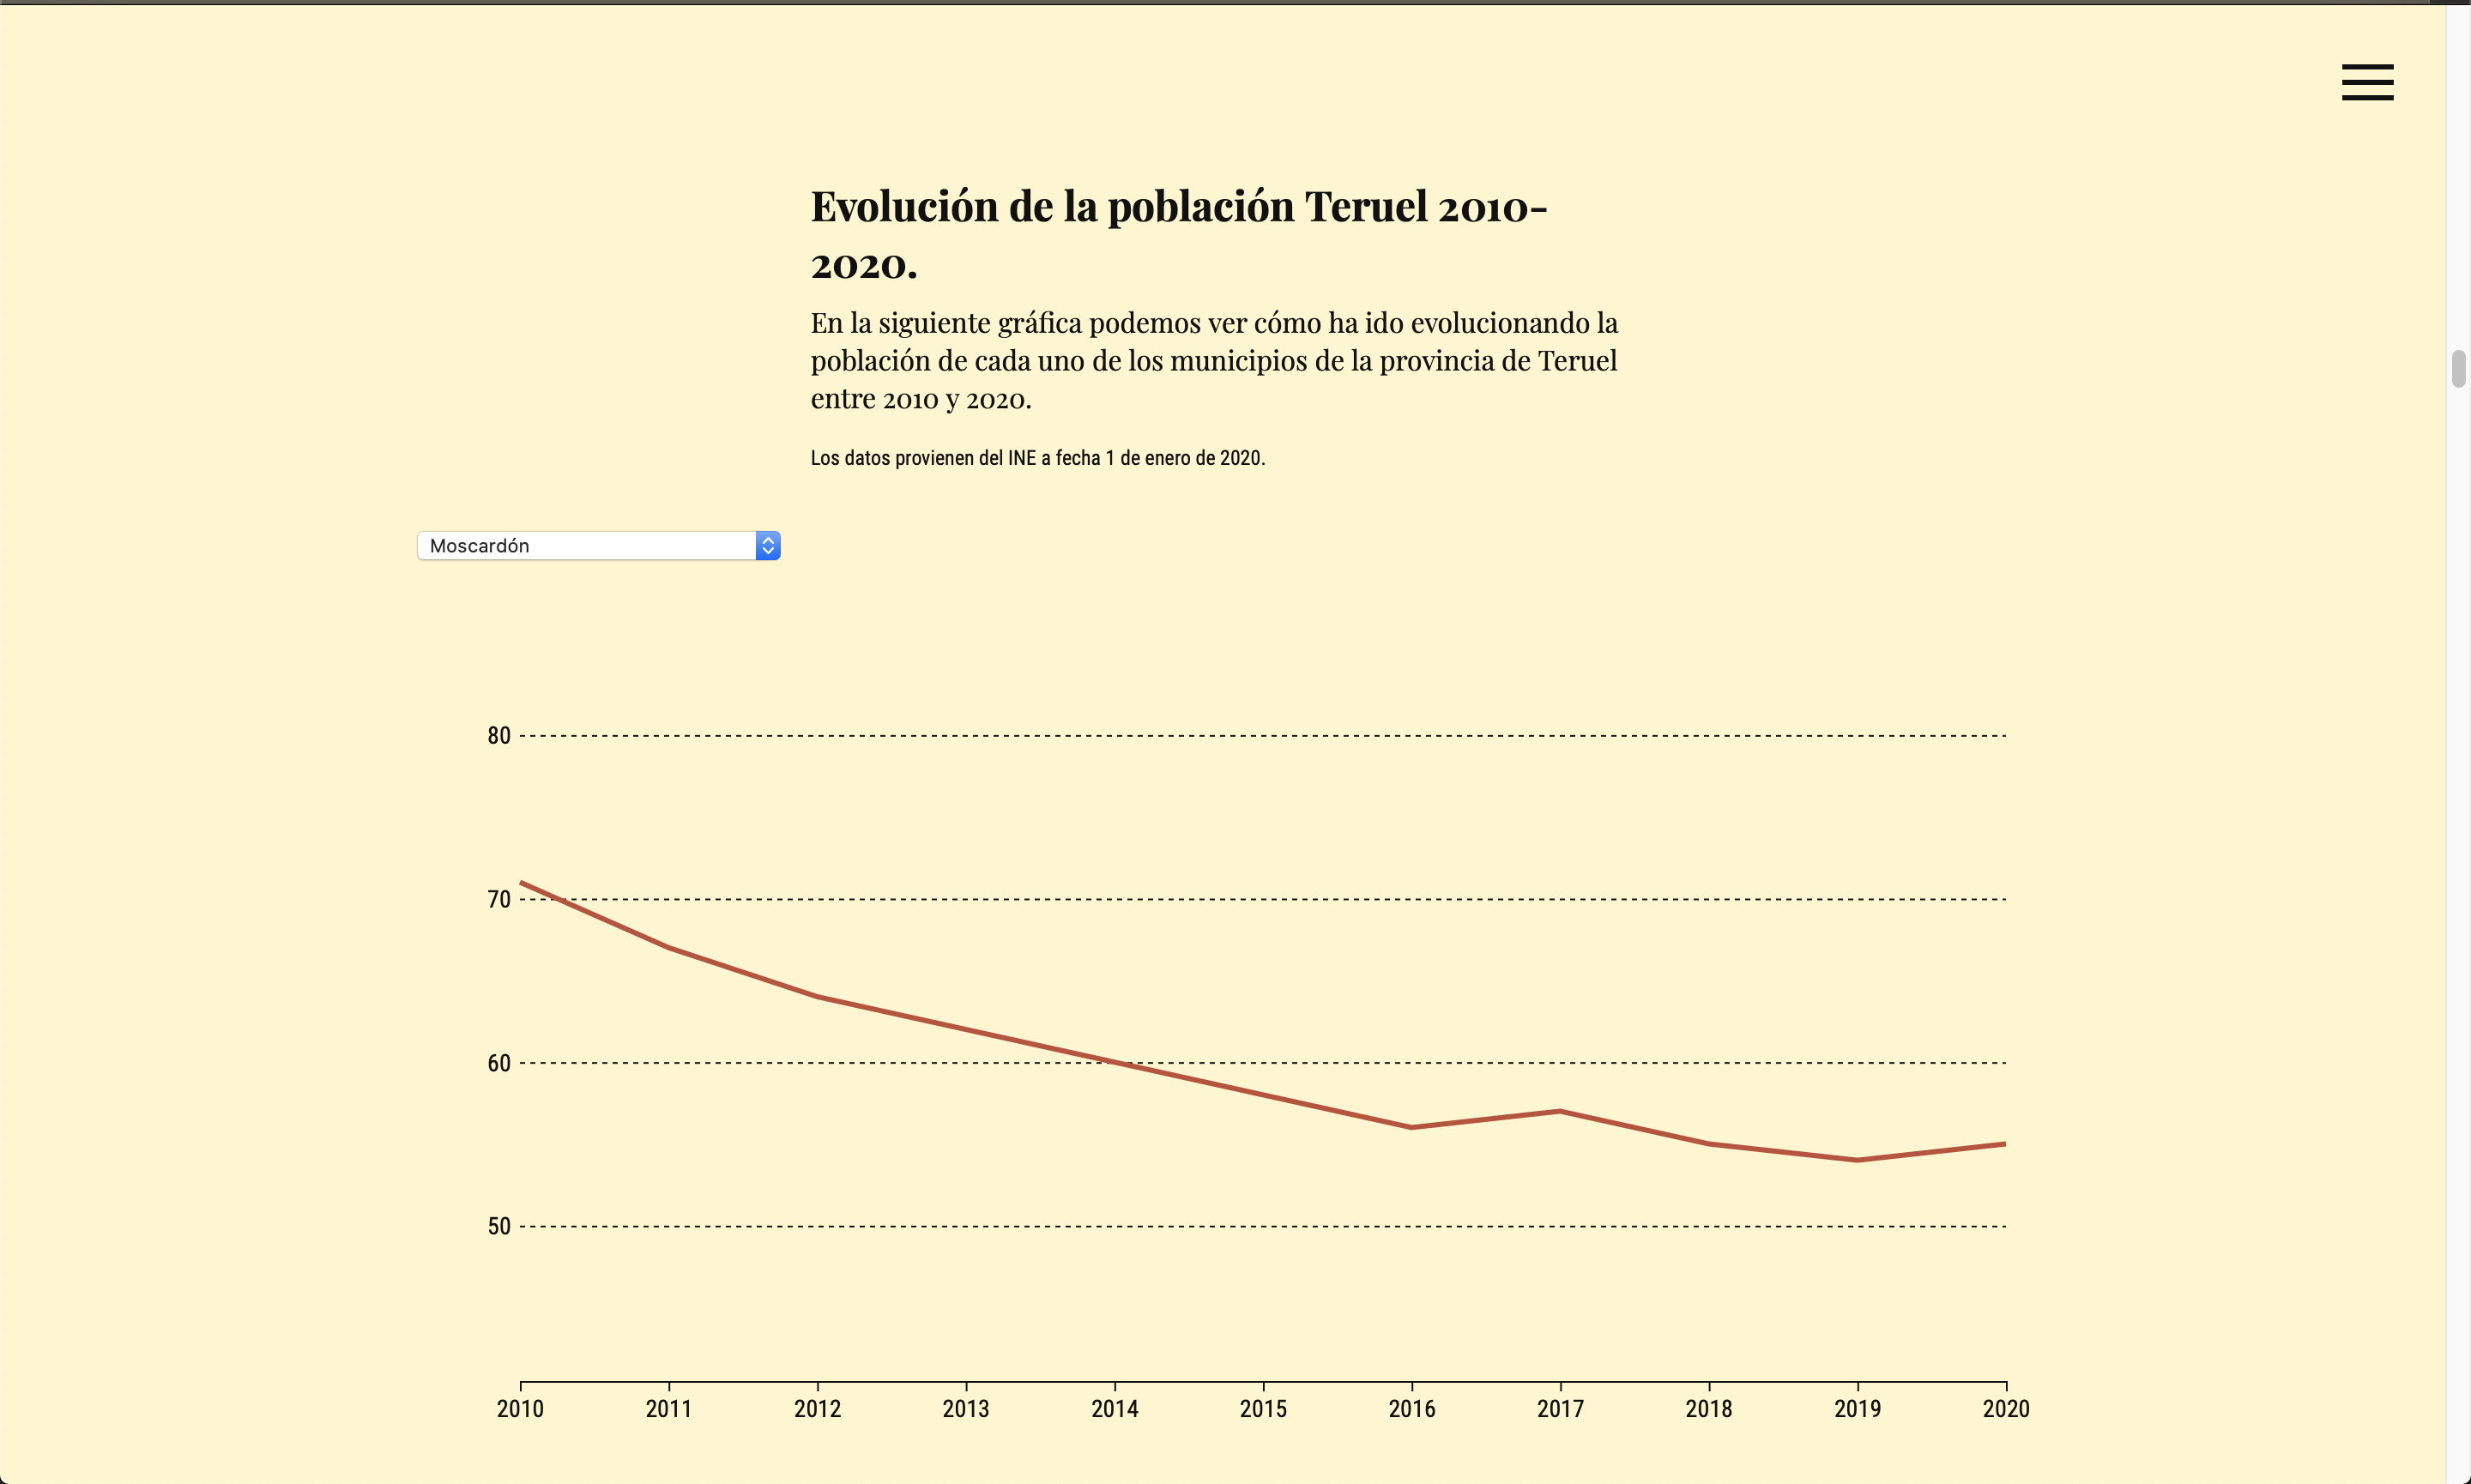 Evolución de la población Teruel 2010-
2020.
En la siguiente gráfica podemos ver cómo ha ido evolucionando la
población de cada uno de los municipios de la provincia de Teruel
entre 2010 y 2020.
Los datos provienen del INE a fecha 1 de enero de 2020.
Moscardón
80
70
60
50
2010 2011 2012 2013 2014 2015 2016 2017 2018 2019 2020